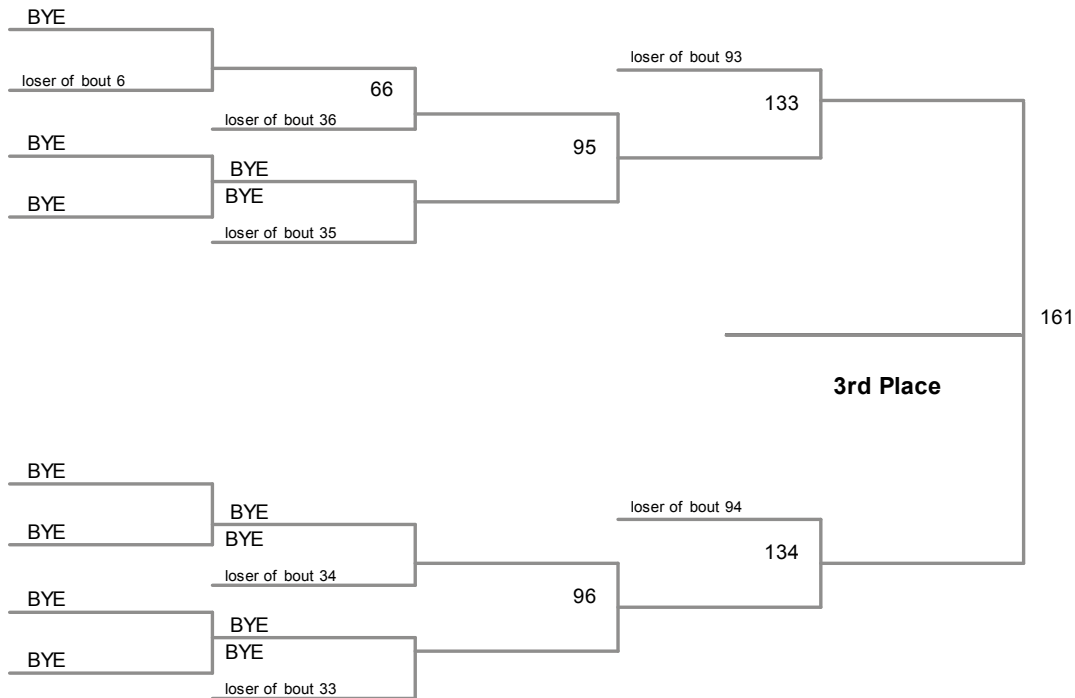 BYE
loser of bout 93
loser of bout 6
66
133
loser of bout 36
BYE
95
BYE
BYE
BYE
loser of bout 35
161
3rd Place
BYE
loser of bout 94
BYE
BYE
BYE
134
loser of bout 34
BYE
96
BYE
BYE
BYE
loser of bout 33